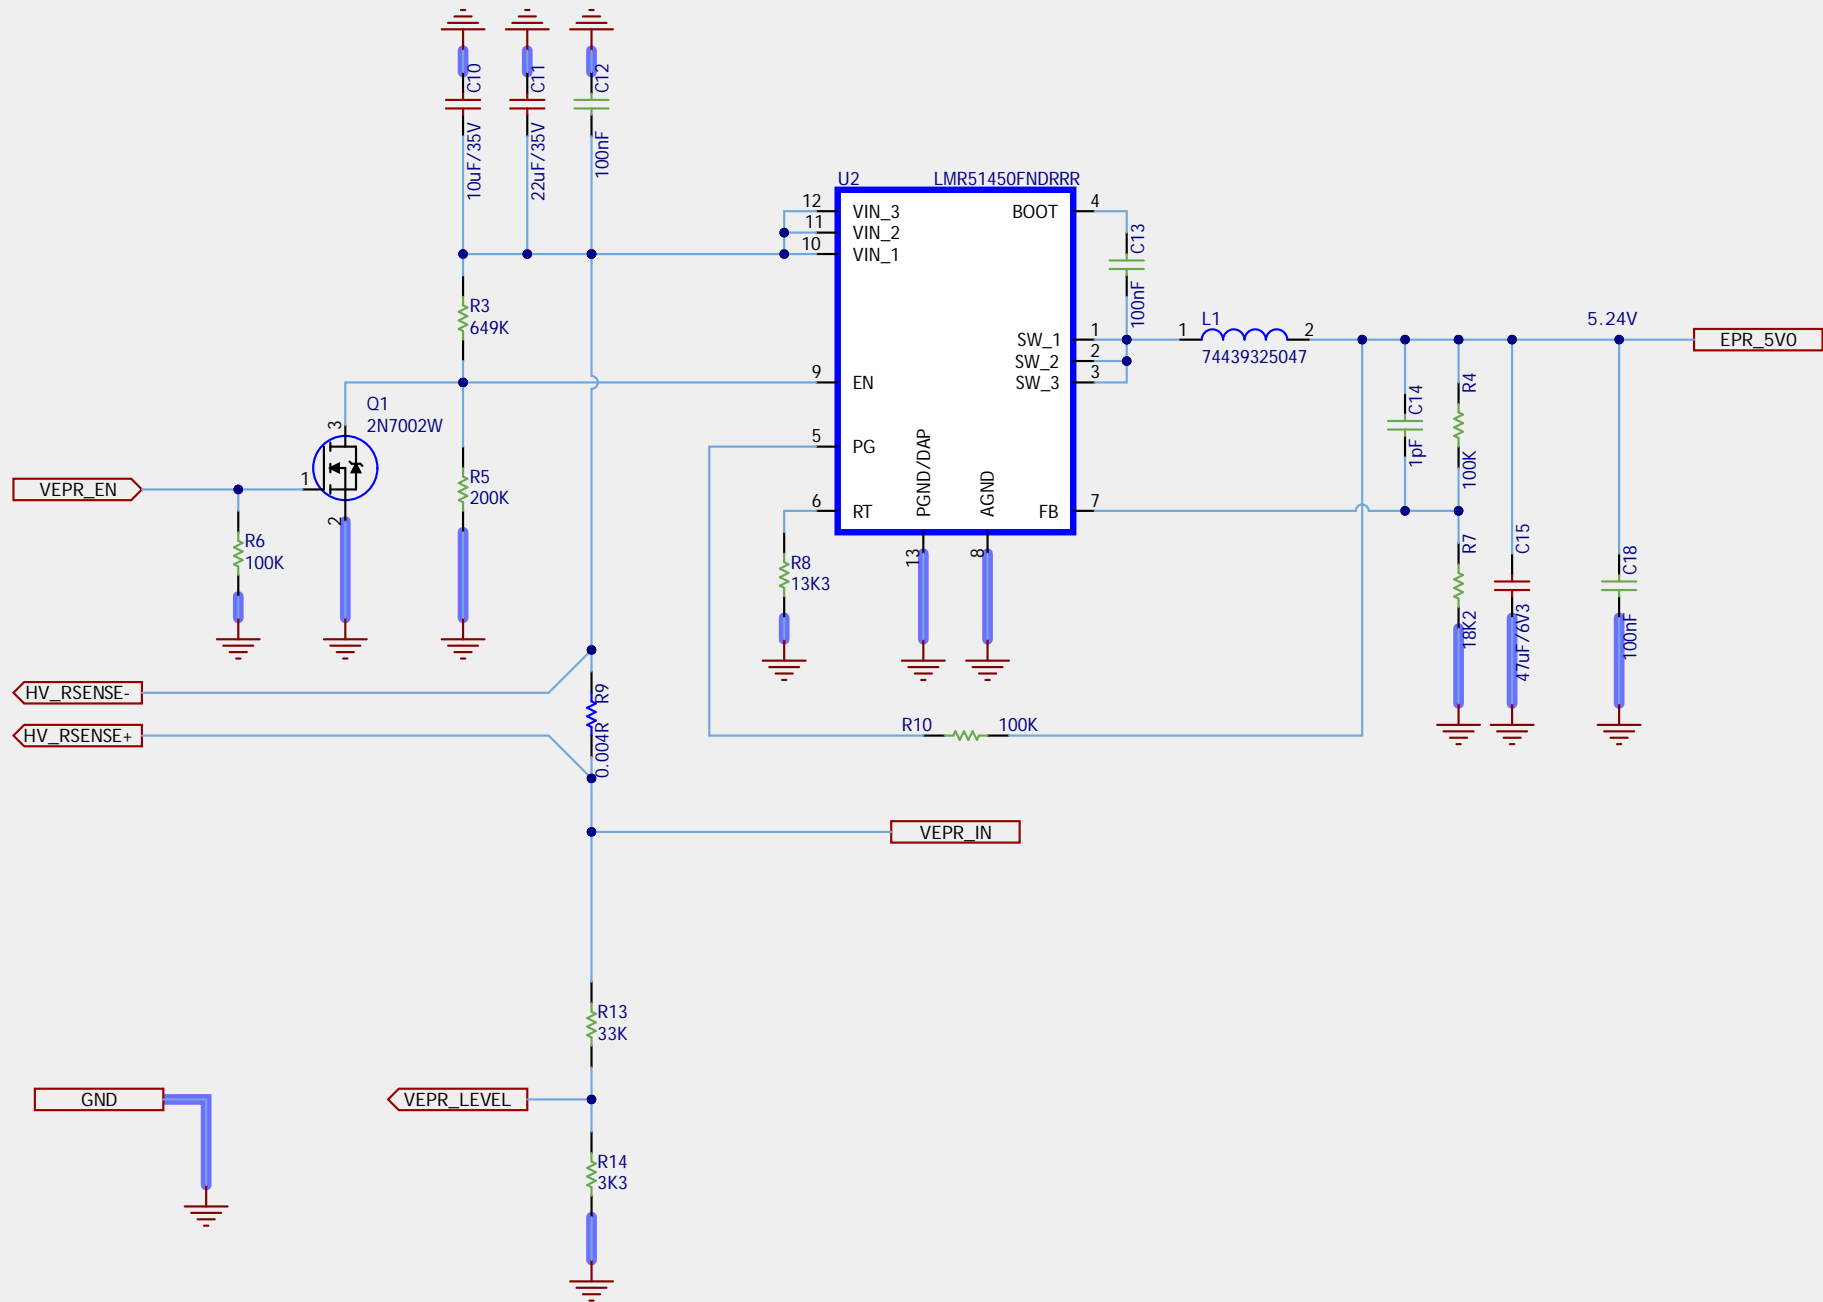 C10
10uF/35V
C11
22uF/35V
C12
100nF
U2
LMR51450FNDRRR
12
VIN_3
11
VIN_2
10
VIN_1
9
EN
5
PG
6
RT
PGND/DAP
13
AGND
8
BOOT
4
SW_1
1
SW_2
2
SW_3
3
FB
7
C13
100nF
1
L1
2
74439325047
5.24V
EPR_5V0
R3
649K
Q1
2N7002W
3
1
2
VEPR_EN
R6
100K
R5
200K
R8
13K3
C14
1pF
R4
100K
R7
18K2
C15
47uF/6V3
C18
100nF
HV_RSENSE-
HV_RSENSE+
R9
0.004R
R10
100K
VEPR_IN
R13
33K
GND
VEPR_LEVEL
R14
3K3